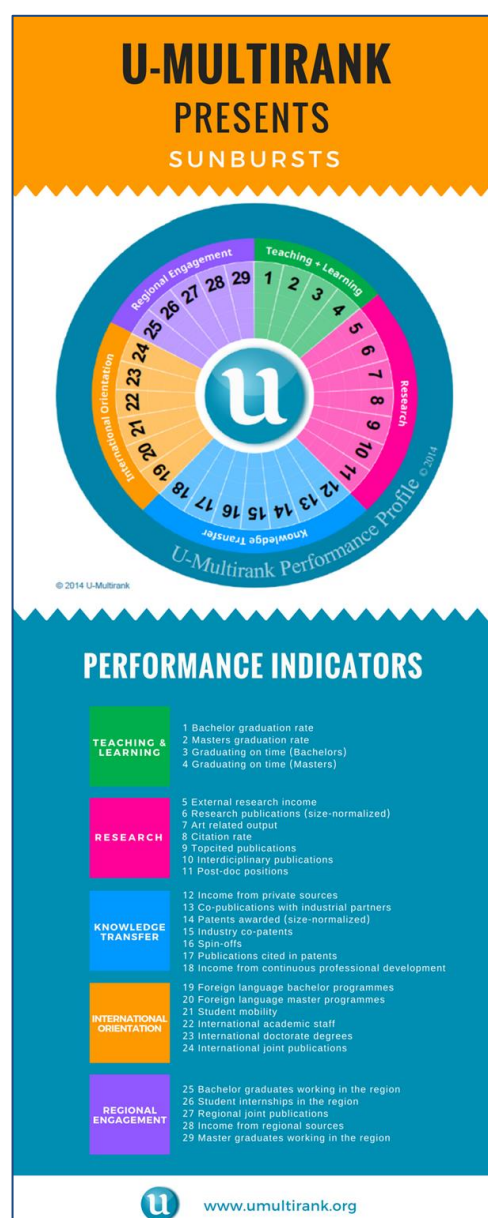 U-MULTIRANK
PRESENTS
SUNBURSTS
Regional Engagement
Teaching + Learning
Research
Knowledge Transfer
International Orientation
1
2
3
4
5
6
7
8
9
10
11
12
13
14
15
16
17
18
19
20
21
22
23
24
25
26
27
28
29
u
U-Multirank Performance Profile © 2014
© 2014 U-Multirank
PERFORMANCE INDICATORS
TEACHING &
LEARNING
1 Bachelor graduation rate
2 Masters graduation rate
3 Graduating on time (Bachelors)
4 Graduating on time (Masters)
RESEARCH
5 External research income
6 Research publications (size-normalized)
7 Art related output
8 Citation rate
9 Topcited publications
10 Interdiciplinary publications
11 Post-doc positions
KNOWLEDGE
TRANSFER
12 Income from private sources
13 Co-publications with industrial partners
14 Patents awarded (size-normalized)
15 Industry co-patents
16 Spin-offs
17 Publications cited in patents
18 Income from continuous professional development
INTERNATIONAL
ORIENTATION
19 Foreign language bachelor programmes
20 Foreign language master programmes
21 Student mobility
22 International academic staff
23 International doctorate degrees
24 International joint publications
REGIONAL
ENGAGEMENT
25 Bachelor graduates working in the region
26 Student internships in the region
27 Regional joint publications
28 Income from regional sources
29 Master graduates working in the region
u
www.umultirank.org